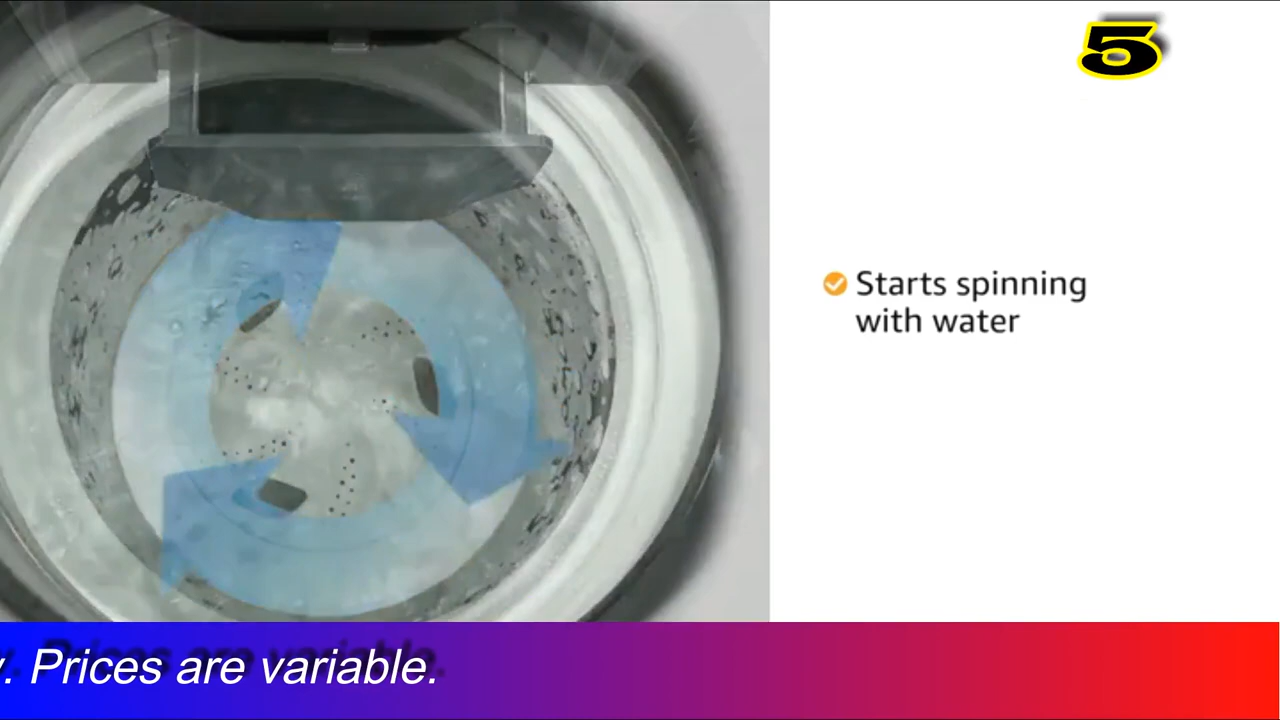 5
Starts spinning
with water
. Prices are variable.